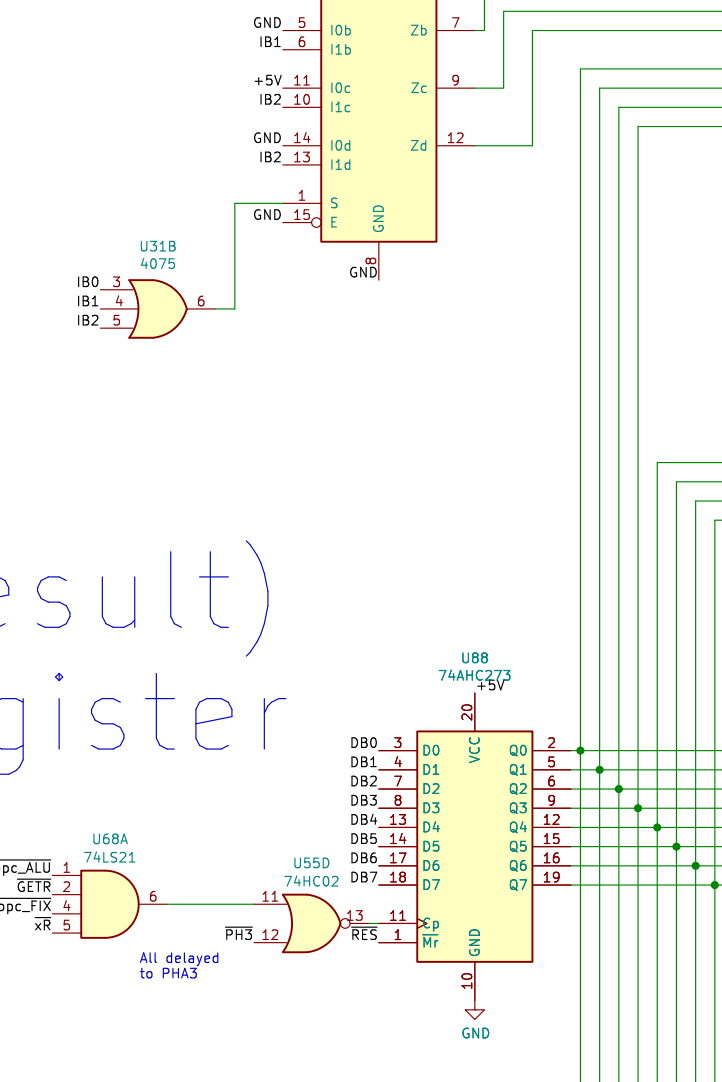 GND 5 I0b Zb 7
IB1 6 I1b
+5V 11 I0c Zc 9
IB2 10 I1c
GND 14 I0d Zd 12
IB2 13 I1d
1 S
GND 15 E
GND
8
GND
U31B
4075
IB0 3
IB1 4 6
IB2 5
esult)
gister
U88
74AHC273
+5V
20
VCC
DB0 3 D0 Q0 2
DB1 4 D1 Q1 5
DB2 7 D2 Q2 6
DB3 8 D3 Q3 9
DB4 13 D4 Q4 12
DB5 14 D5 Q5 15
DB6 17 D6 Q6 16
DB7 18 D7 Q7 19
11 Cp
RES 1 Mr
GND
10
GND
U68A
74LS21
opc_ALU 1
GETR 2 6
opc_FIX 4
xR 5
All delayed
to PHA3
U55D
74HC02
11 13
PH3 12